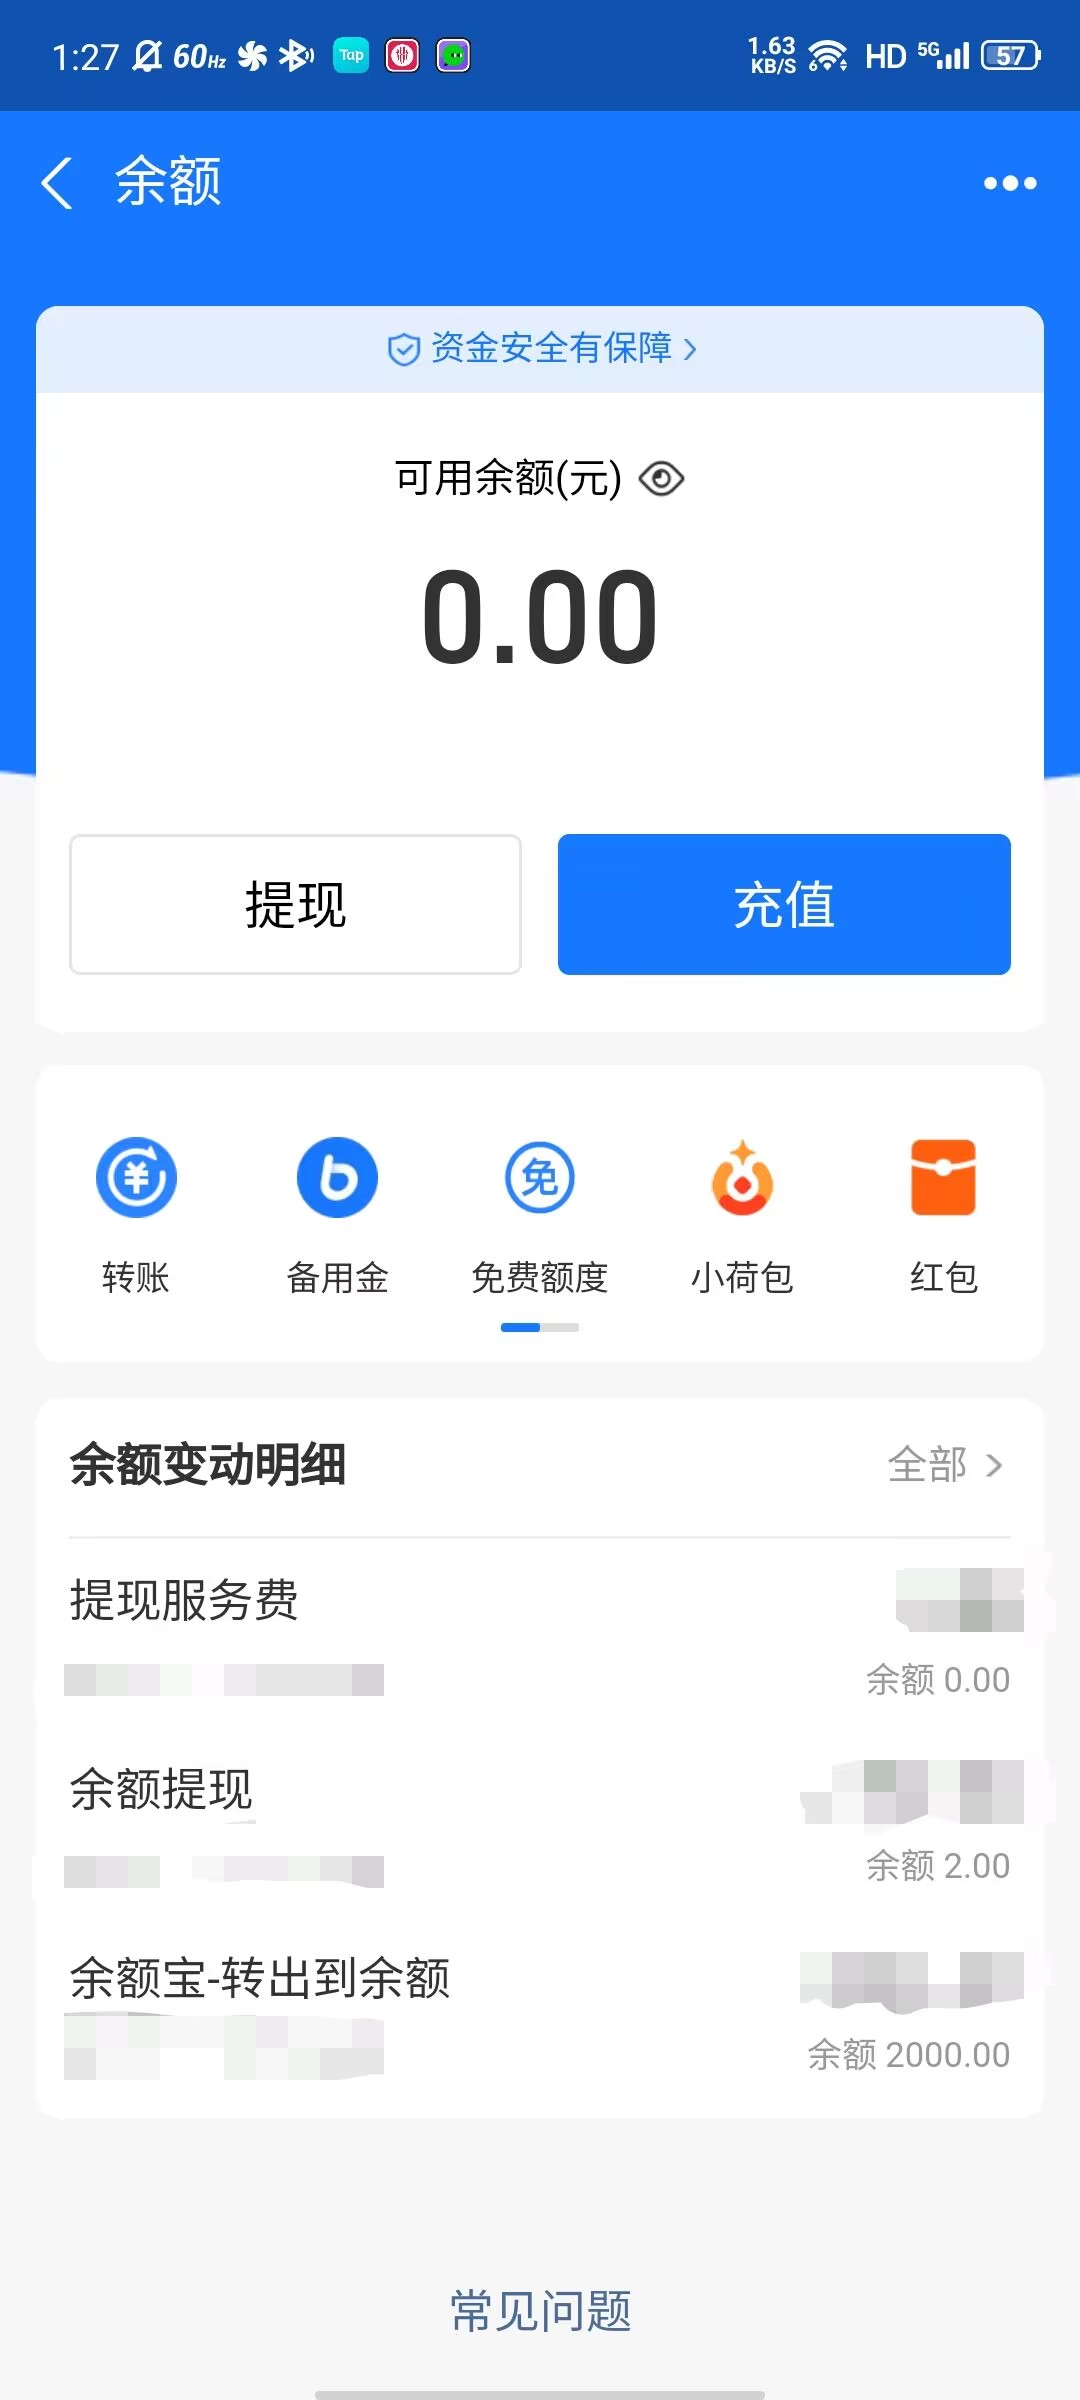 1:27 60Hz Tap 1.63 KB/S 6 HD 5G 57
余额
资金安全有保障
可用余额(元)
0.00
提现 充值
免
转账 备用金 免费额度 小荷包 红包
余额变动明细 全部
提现服务费
余额 0.00
余额提现
余额 2.00
余额宝-转出到余额
余额 2000.00
常见问题